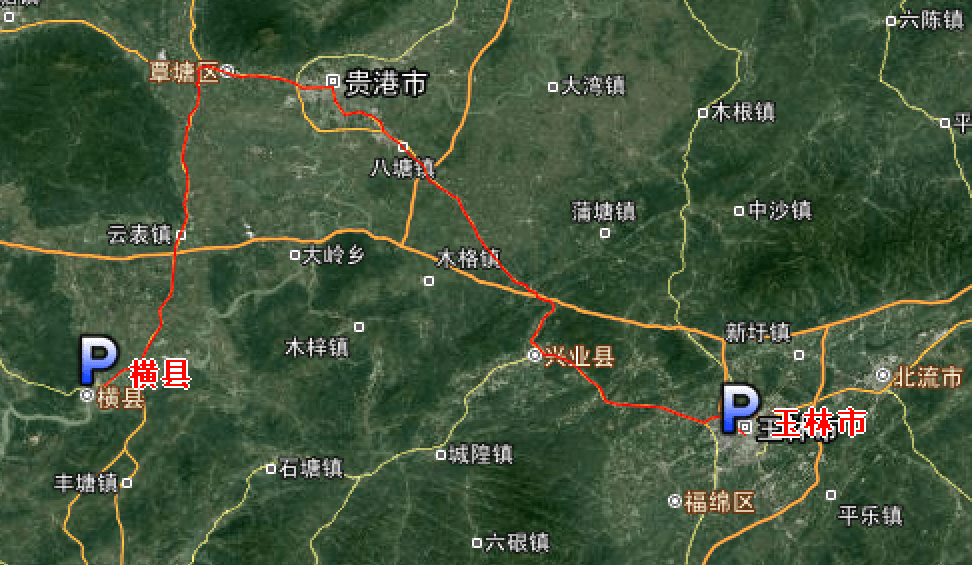 六陈镇
覃塘区
贵港市
大湾镇
木根镇
平
八塘镇
蒲塘镇
中沙镇
云表镇
大岭乡
木格镇
新圩镇
木梓镇
兴业县
P
横县
北流市
横县
P
玉林市
城隍镇
石塘镇
丰塘镇
福绵区
平乐镇
六硍镇